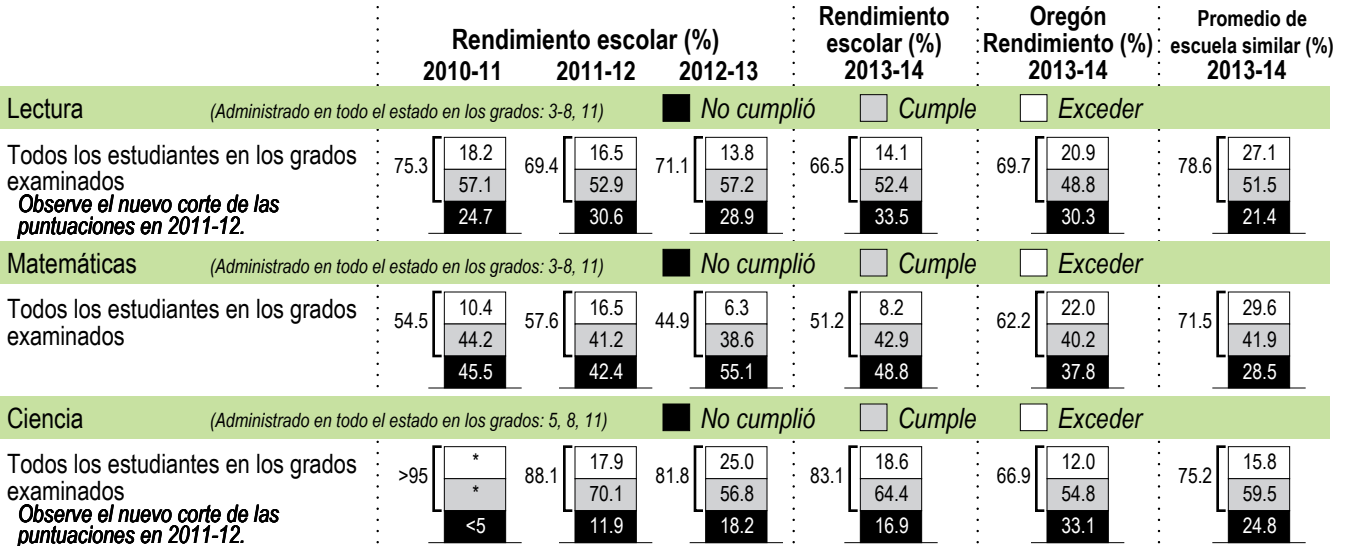 Rendimiento escolar (%)
2010-11 2011-12 2012-13
Rendimiento
escolar (%)
2013-14
Oregón
Rendimiento (%)
2013-14
Promedio de
escuela similar (%)
2013-14
Lectura (Administrado en todo el estado en los grados: 3-8, 11) No cumplió Cumple Exceder
Todos los estudiantes en los grados
examinados
Observe el nuevo corte de las
puntuaciones en 2011-12.
75.3 18.2 57.1 24.7
69.4 16.5 52.9 30.6
71.1 13.8 57.2 28.9
66.5 14.1 52.4 33.5
69.7 20.9 48.8 30.3
78.6 27.1 51.5 21.4
Matemáticas (Administrado en todo el estado en los grados: 3-8, 11) No cumplió Cumple Exceder
Todos los estudiantes en los grados
examinados
54.5 10.4 44.2 45.5
57.6 16.5 41.2 42.4
44.9 6.3 38.6 55.1
51.2 8.2 42.9 48.8
62.2 22.0 40.2 37.8
71.5 29.6 41.9 28.5
Ciencia (Administrado en todo el estado en los grados: 5, 8, 11) No cumplió Cumple Exceder
Todos los estudiantes en los grados
examinados
Observe el nuevo corte de las
puntuaciones en 2011-12.
>95 * * <5
88.1 17.9 70.1 11.9
81.8 25.0 56.8 18.2
83.1 18.6 64.4 16.9
66.9 12.0 54.8 33.1
75.2 15.8 59.5 24.8